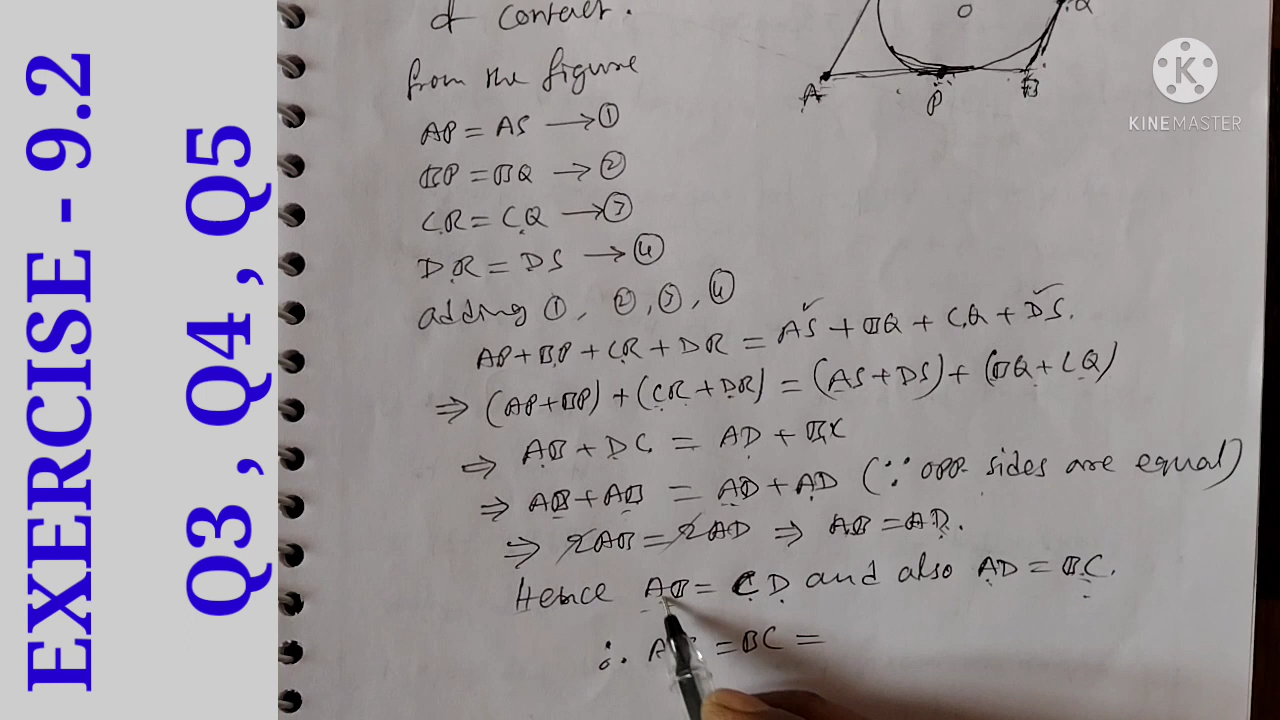 EXERCISE - 9.2
Q3 , Q4 , Q5
of contact.
from the figure
AP = AS → ①
BP = BQ → ②
CR = CQ → ③
DR = DS → ④
adding ①, ②, ③, ④
AP + BP + CR + DR = AS + BQ + CQ + DS.
⇒ (AP+BP) + (CR+DR) = (AS+DS) + (BQ+CQ)
⇒ AB + DC = AD + BC
⇒ AB + AB = AD + AD (∵ opp. sides are equal)
⇒ 2AB = 2AD ⇒ AB = AD.
Hence AB = CD and also AD = BC.
∴ = BC =
O
Q
A
P
B
K
KINEMASTER